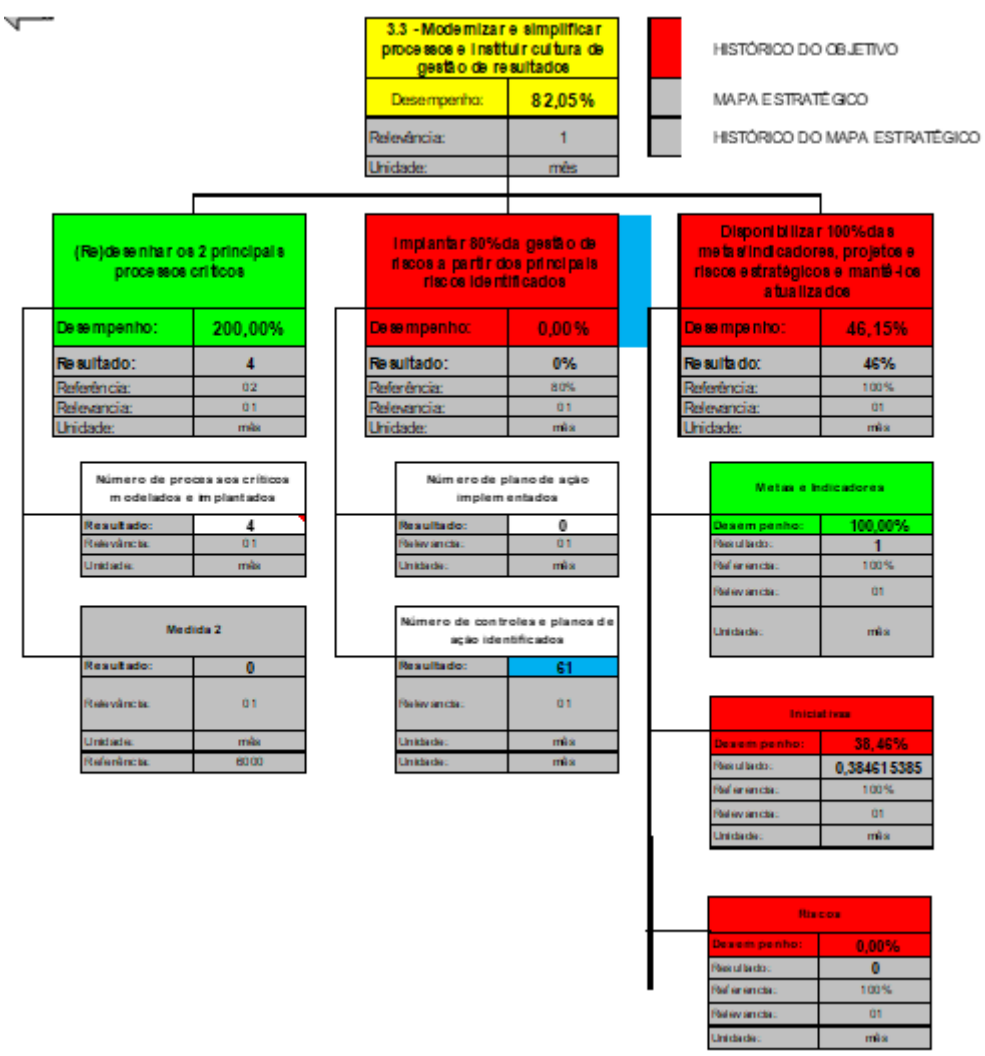 3.3 - Modernizar e simplificar
processos e instituir cultura de
gestão de resultados
Desempenho: 82,05%
Relevância: 1
Unidade: mês
HISTÓRICO DO OBJETIVO
MAPA ESTRATÉGICO
HISTÓRICO DO MAPA ESTRATÉGICO
(Re)desenhar os 2 principais
processos críticos
Desempenho: 200,00%
Resultado: 4
Referência: 02
Relevancia: 01
Unidade: mês
Número de processos críticos
modelados e implantados
Resultado: 4
Relevância: 01
Unidade: mês
Medida 2
Resultado: 0
Relevância: 01
Unidade: mês
Referência: 6000
Implantar 80% da gestão de
riscos a partir dos principais
riscos identificados
Desempenho: 0,00%
Resultado: 0%
Referência: 80%
Relevancia: 01
Unidade: mês
Número de plano de ação
implementados
Resultado: 0
Relevancia: 01
Unidade: mês
Número de controles e planos de
ação identificados
Resultado: 61
Relevancia: 01
Unidade: mês
Unidade: mês
Disponibilizar 100% das
metas/indicadores, projetos e
riscos estratégicos e mantê-los
atualizados
Desempenho: 46,15%
Resultado: 46%
Referência: 100%
Relevancia: 01
Unidade: mês
Metas e Indicadores
Desempenho: 100,00%
Resultado: 1
Referencia: 100%
Relevancia: 01
Unidade: mês
Iniciativas
Desempenho: 38,46%
Resultado: 0,384615385
Referencia: 100%
Relevancia: 01
Unidade: mês
Riscos
Desempenho: 0,00%
Resultado: 0
Referencia: 100%
Relevancia: 01
Unidade: mês